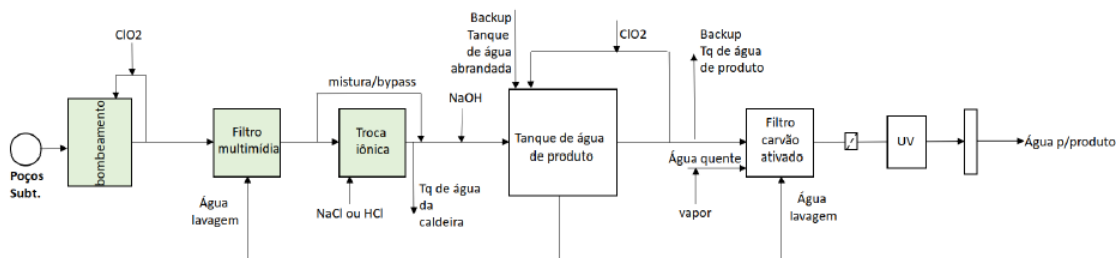 Poços
Subt.
ClO2
bombeamento
Filtro
multimídia
Água
lavagem
mistura/bypass
Troca
iônica
NaCl ou HCl
Tq de água
da
caldeira
NaOH
Backup
Tanque
de água
abrandada
ClO2
Tanque de água
de produto
Backup
Tq de água
de produto
Água quente
vapor
Filtro
carvão
ativado
Água
lavagem
UV
Água p/produto